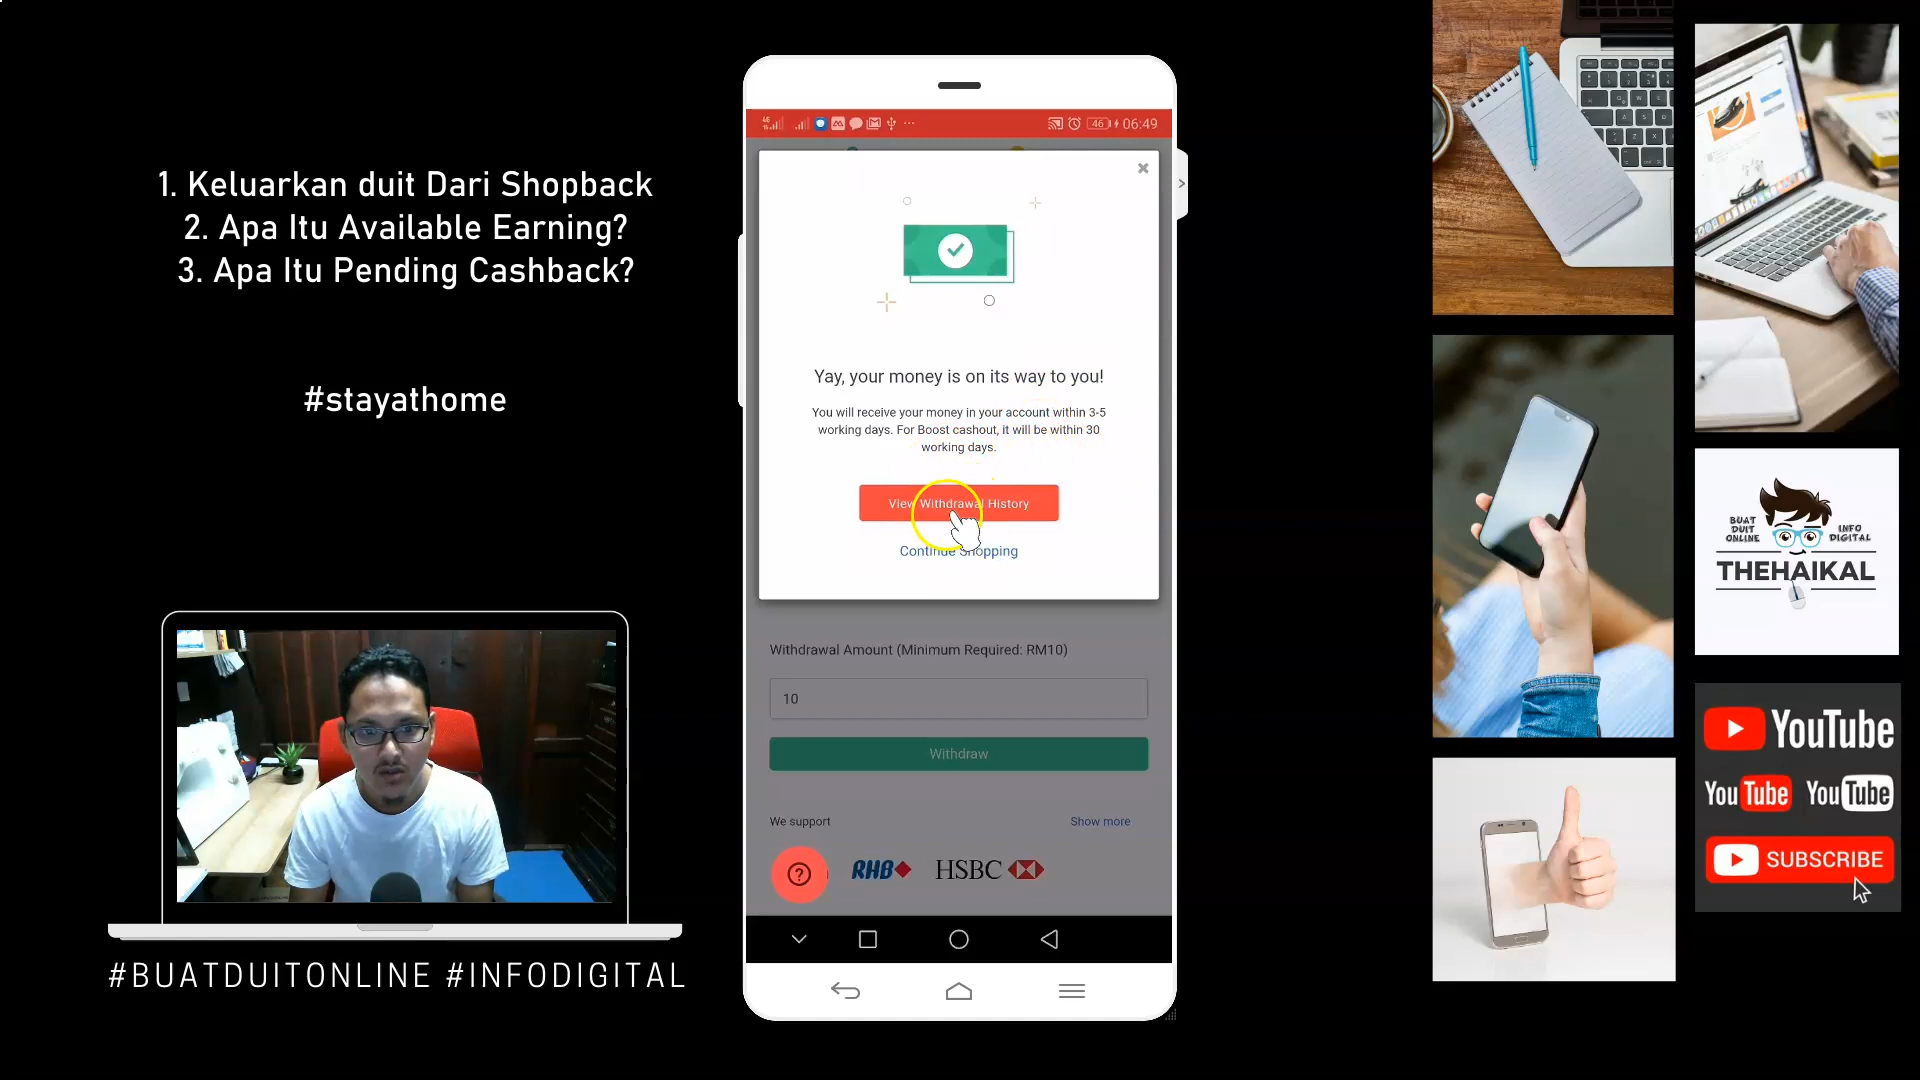 1. Keluarkan duit Dari Shopback
2. Apa Itu Available Earning?
3. Apa Itu Pending Cashback?
#stayathome
#BUATDUITONLINE #INFODIGITAL
46 06:49
Yay, your money is on its way to you!
You will receive your money in your account within 3-5
working days. For Boost cashout, it will be within 30
working days.
View Withdrawal History
Continue Shopping
Withdrawal Amount (Minimum Required: RM10)
10
Withdraw
We support
Show more
RHB
HSBC
BUAT
DUIT
ONLINE
INFO
DIGITAL
THEHAIKAL
YouTube
YouTube YouTube
SUBSCRIBE